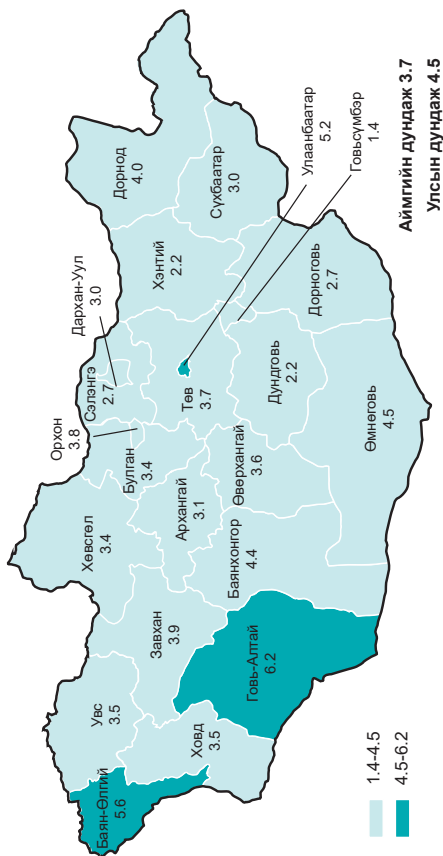 Баян-Өлгий
5.6
Увс
3.5
Ховд
3.5
Завхан
3.9
Говь-Алтай
6.2
Хөвсгөл
3.4
Архангай
3.1
Баянхонгор
4.4
Орхон
3.8
Булган
3.4
Өвөрхангай
3.6
Сэлэнгэ
2.7
Дархан-Уул
3.0
Төв
3.7
Дундговь
2.2
Өмнөговь
4.5
Хэнтий
2.2
Дорноговь
2.7
Дорнод
4.0
Сүхбаатар
3.0
Улаанбаатар
5.2
Говьсүмбэр
1.4
Аймгийн дундаж 3.7
Улсын дундаж 4.5
1.4-4.5
4.5-6.2